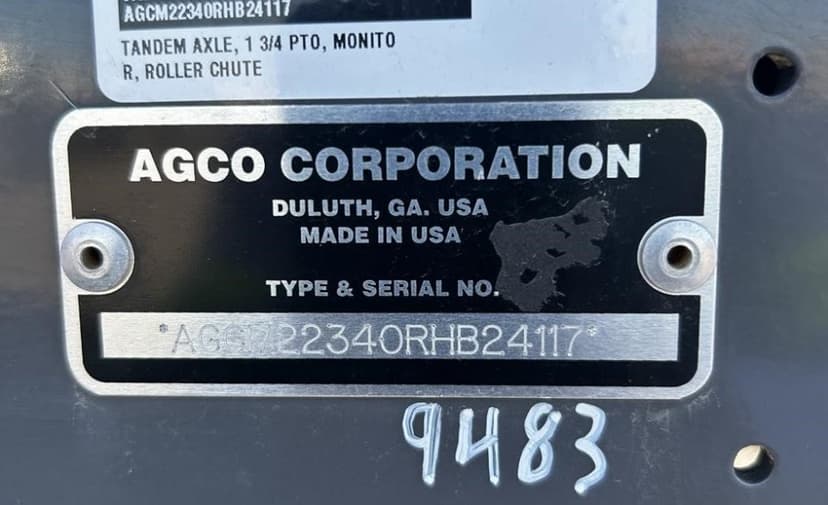 AGCM22340RHB24117
TANDEM AXLE, 1 3/4 PTO, MONITO
R, ROLLER CHUTE
AGCO CORPORATION
DULUTH, GA. USA
MADE IN USA
TYPE & SERIAL NO.
*AGCM22340RHB24117*
9483